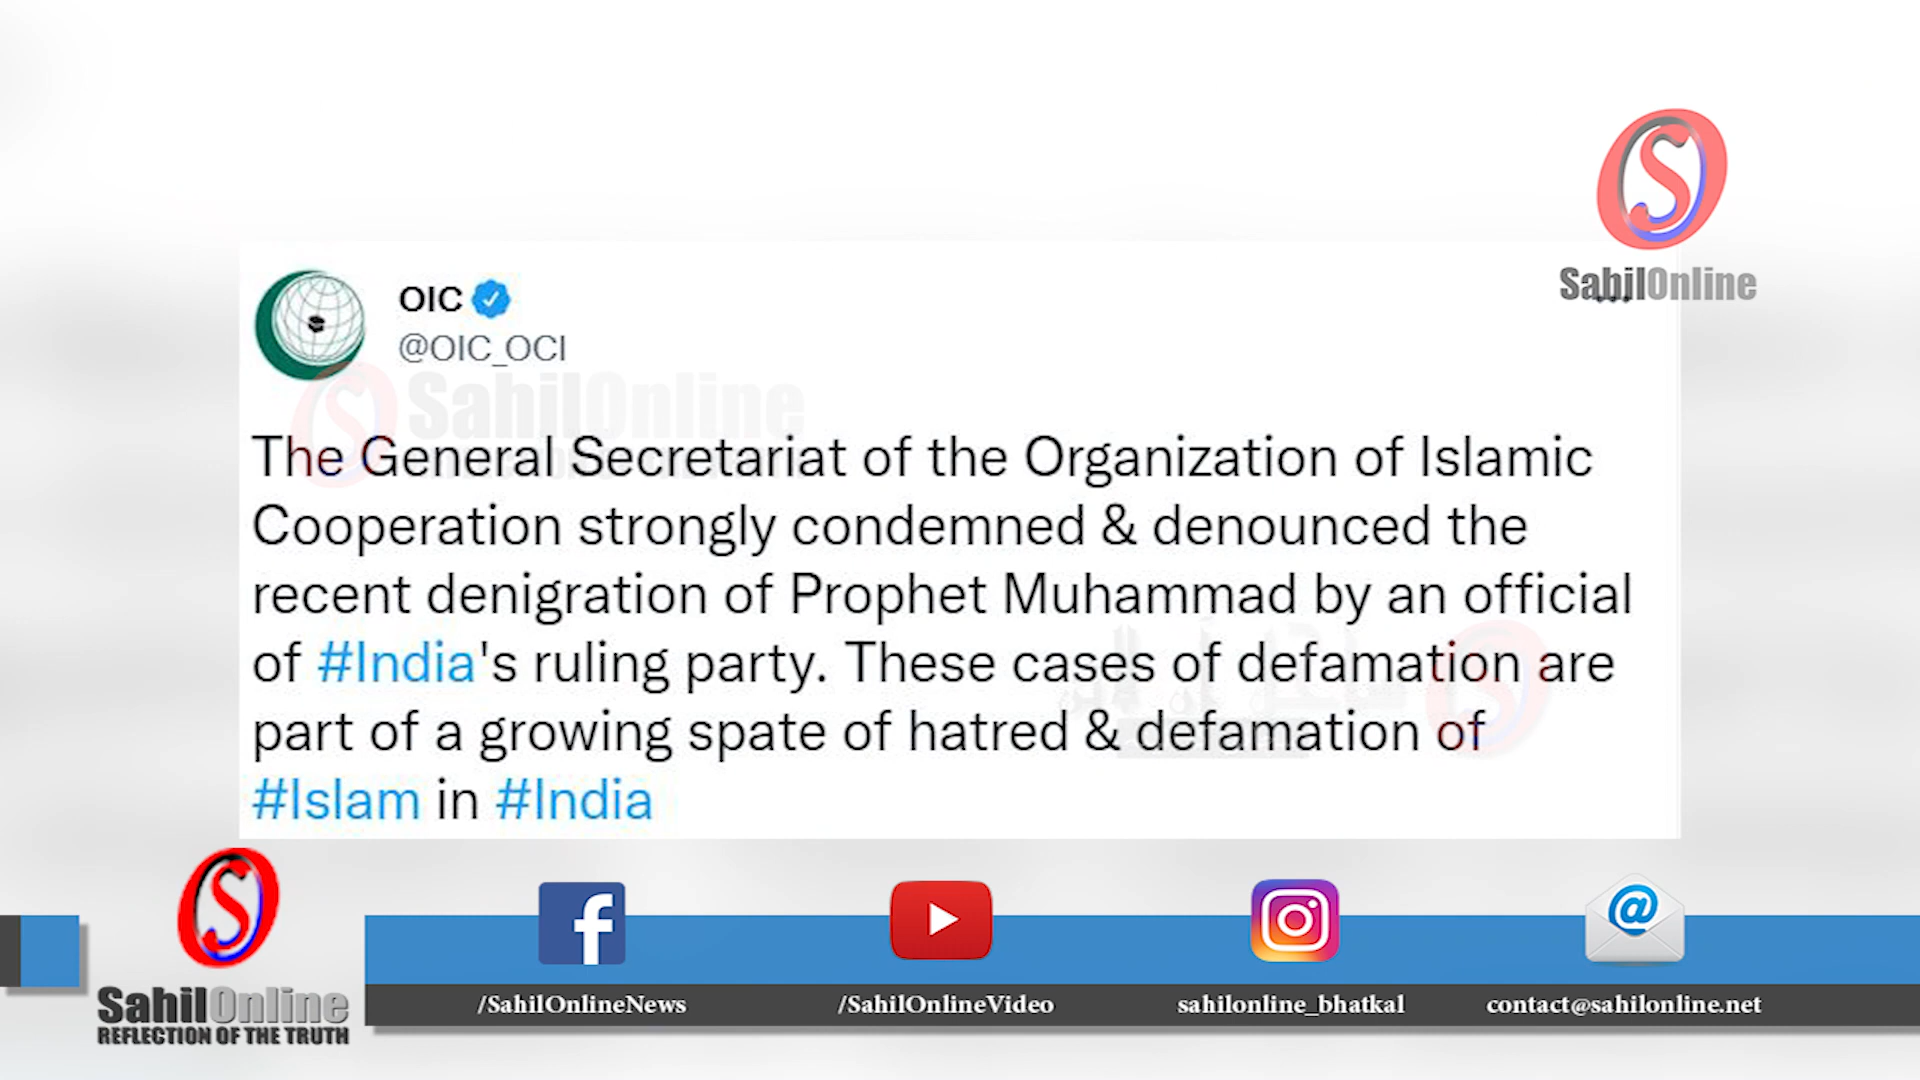 SahilOnline
OIC
@OIC_OCI
SahilOnline
The General Secretariat of the Organization of Islamic
Cooperation strongly condemned & denounced the
recent denigration of Prophet Muhammad by an official
of #India's ruling party. These cases of defamation are
part of a growing spate of hatred & defamation of
#Islam in #India
SahilOnline
REFLECTION OF THE TRUTH
/SahilOnlineNews
/SahilOnlineVideo
sahilonline_bhatkal
contact@sahilonline.net